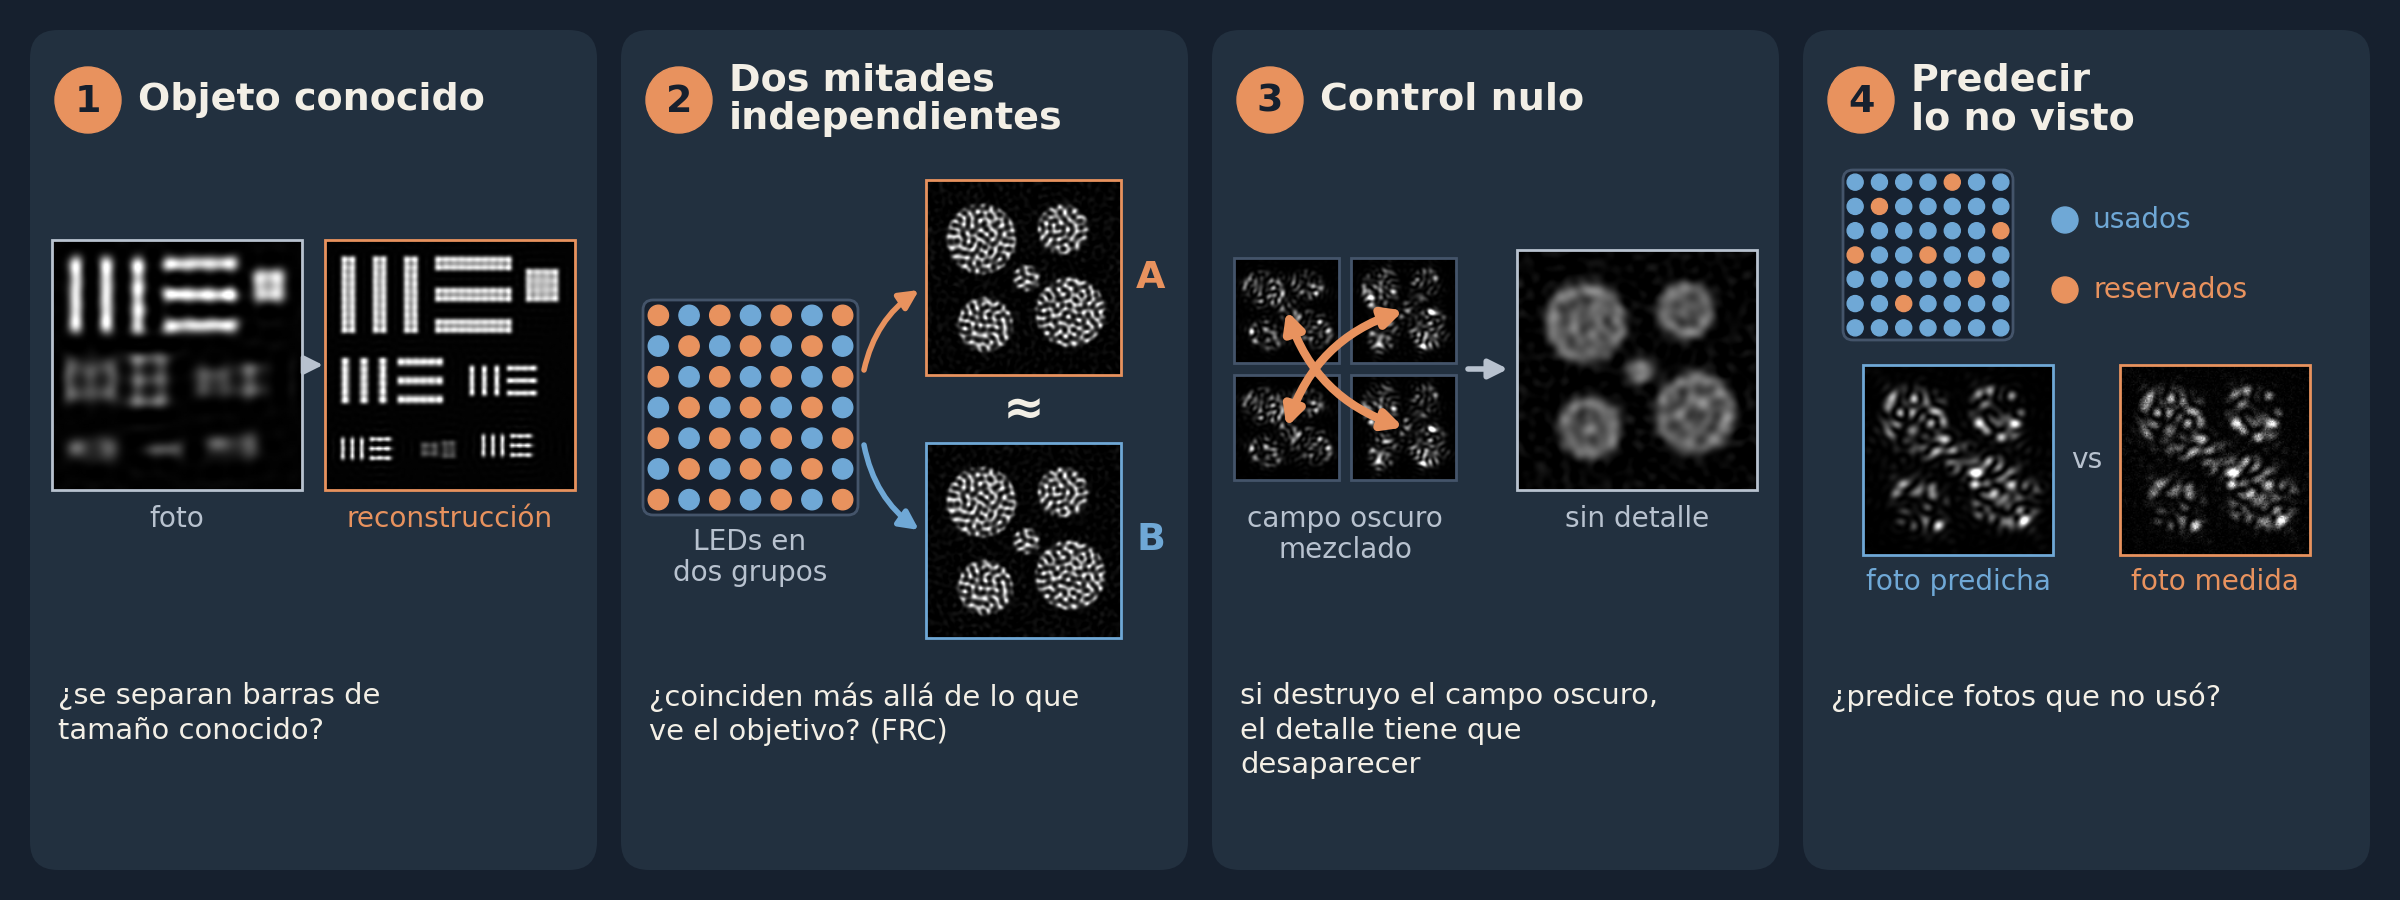 1
Objeto conocido
foto
reconstrucción
¿se separan barras de
tamaño conocido?
2
Dos mitades
independientes
A
≈
B
LEDs en
dos grupos
¿coinciden más allá de lo que
ve el objetivo? (FRC)
3
Control nulo
campo oscuro
mezclado
sin detalle
si destruyo el campo oscuro,
el detalle tiene que
desaparecer
4
Predecir
lo no visto
usados
reservados
vs
foto predicha
foto medida
¿predice fotos que no usó?